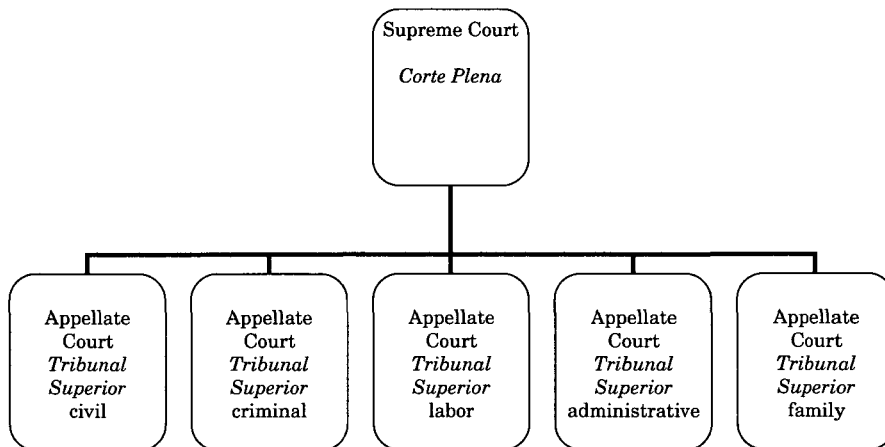 Supreme Court
Corte Plena
Appellate
Court
Tribunal
Superior
civil
Appellate
Court
Tribunal
Superior
criminal
Appellate
Court
Tribunal
Superior
labor
Appellate
Court
Tribunal
Superior
administrative
Appellate
Court
Tribunal
Superior
family